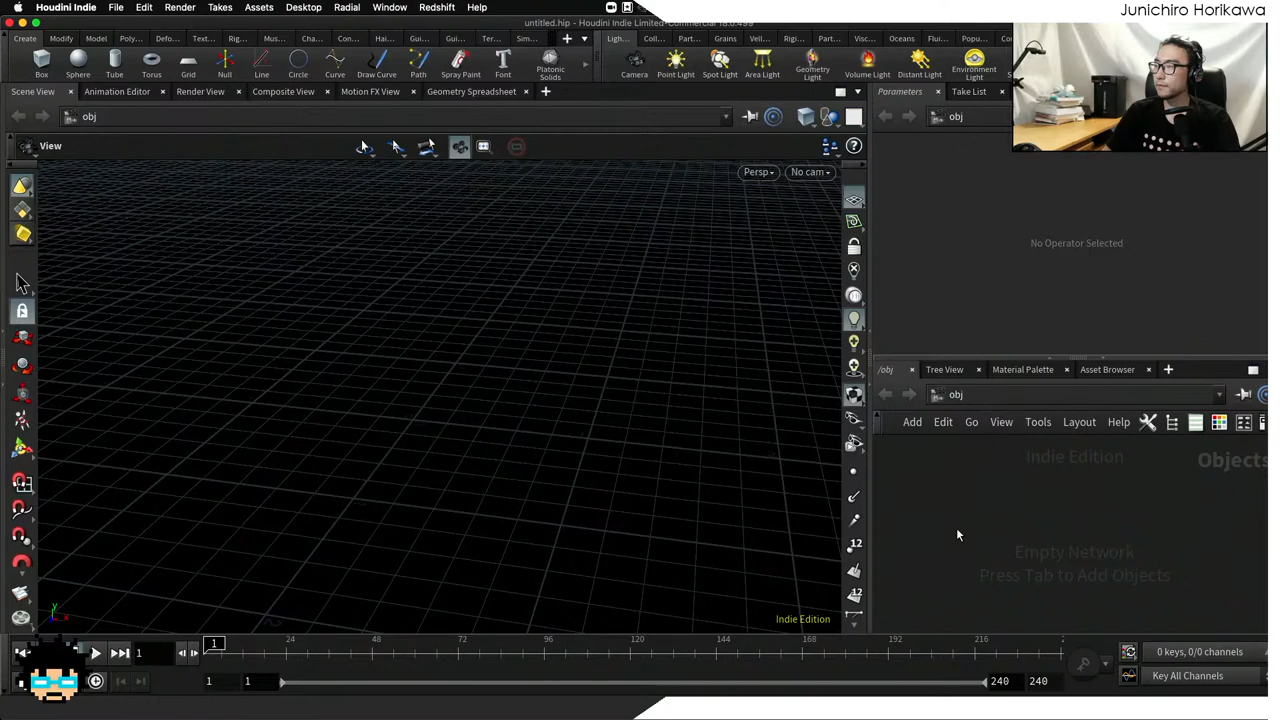 Junichiro Horikawa
Houdini Indie File Edit Render Takes Assets Desktop Radial Window Redshift Help
untitled.hip - Houdini Indie Limited-Commercial 18.0.499
Create Modify Model Poly... Defo... Text... Rig... Mus... Cha... Con... Hai... Gui... Gui... Ter... Sim...
Ligh... Coll... Part... Grains Vell... Rigi... Part... Visc... Oceans Flui... Popu...
Box Sphere Tube Torus Grid Null Line Circle Curve Draw Curve Path Spray Paint Font Platonic Solids
Camera Point Light Spot Light Area Light Geometry Light Volume Light Distant Light Environment Light
Scene View Animation Editor Render View Composite View Motion FX View Geometry Spreadsheet
Parameters Take List
obj
obj
View
Persp No cam
No Operator Selected
/obj Tree View Material Palette Asset Browser
obj
Add Edit Go View Tools Layout Help
Indie Edition Objects
Empty Network
Press Tab to Add Objects
12
12
y
x
Indie Edition
1 1 24 48 72 96 120 144 168 192 216 2
0 keys, 0/0 channels
1 1 240 240
Key All Channels